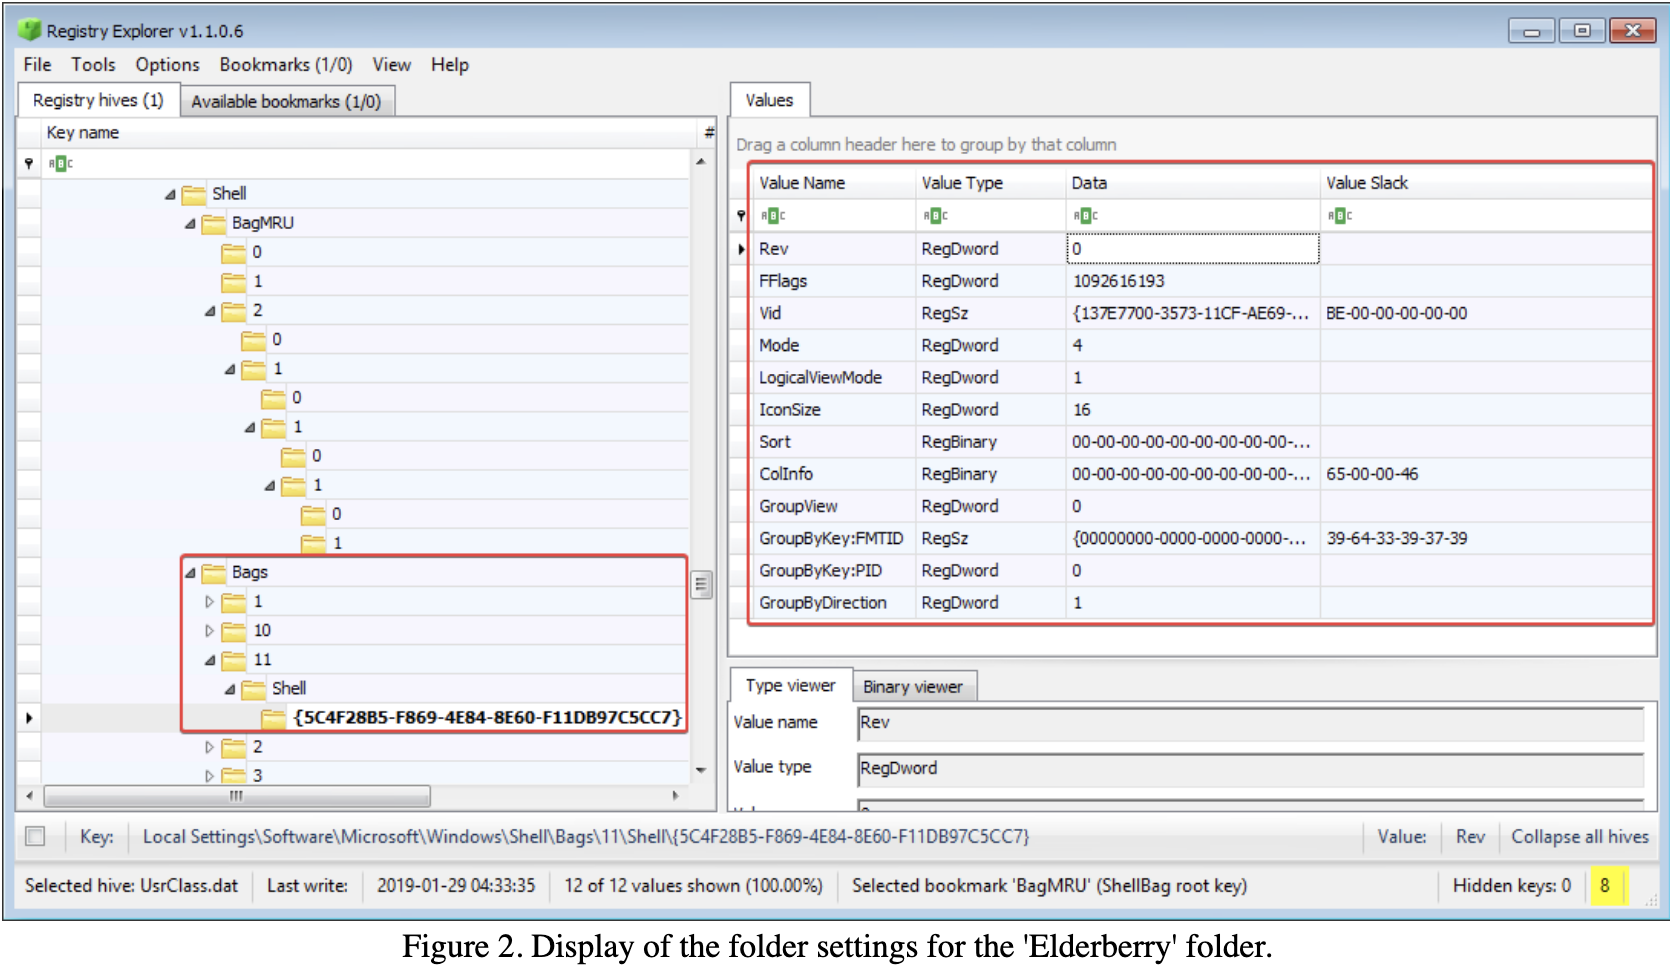 Registry Explorer v1.1.0.6
File Tools Options Bookmarks (1/0) View Help
Registry hives (1) Available bookmarks (1/0)
Key name #
ABC
Shell
BagMRU
0
1
2
0
1
0
1
0
1
0
1
Bags
1
10
11
Shell
{5C4F28B5-F869-4E84-8E60-F11DB97C5CC7}
2
3
Values
Drag a column header here to group by that column
Value Name Value Type Data Value Slack
ABC ABC ABC ABC
Rev RegDword 0
FFlags RegDword 1092616193
Vid RegSz {137E7700-3573-11CF-AE69-... BE-00-00-00-00-00
Mode RegDword 4
LogicalViewMode RegDword 1
IconSize RegDword 16
Sort RegBinary 00-00-00-00-00-00-00-00-00-...
ColInfo RegBinary 00-00-00-00-00-00-00-00-00-... 65-00-00-46
GroupView RegDword 0
GroupByKey:FMTID RegSz {00000000-0000-0000-0000-... 39-64-33-39-37-39
GroupByKey:PID RegDword 0
GroupByDirection RegDword 1
Type viewer Binary viewer
Value name Rev
Value type RegDword
Key: Local Settings\Software\Microsoft\Windows\Shell\Bags\11\Shell\{5C4F28B5-F869-4E84-8E60-F11DB97C5CC7} Value: Rev Collapse all hives
Selected hive: UsrClass.dat Last write: 2019-01-29 04:33:35 12 of 12 values shown (100.00%) Selected bookmark 'BagMRU' (ShellBag root key) Hidden keys: 0 8
Figure 2. Display of the folder settings for the 'Elderberry' folder.